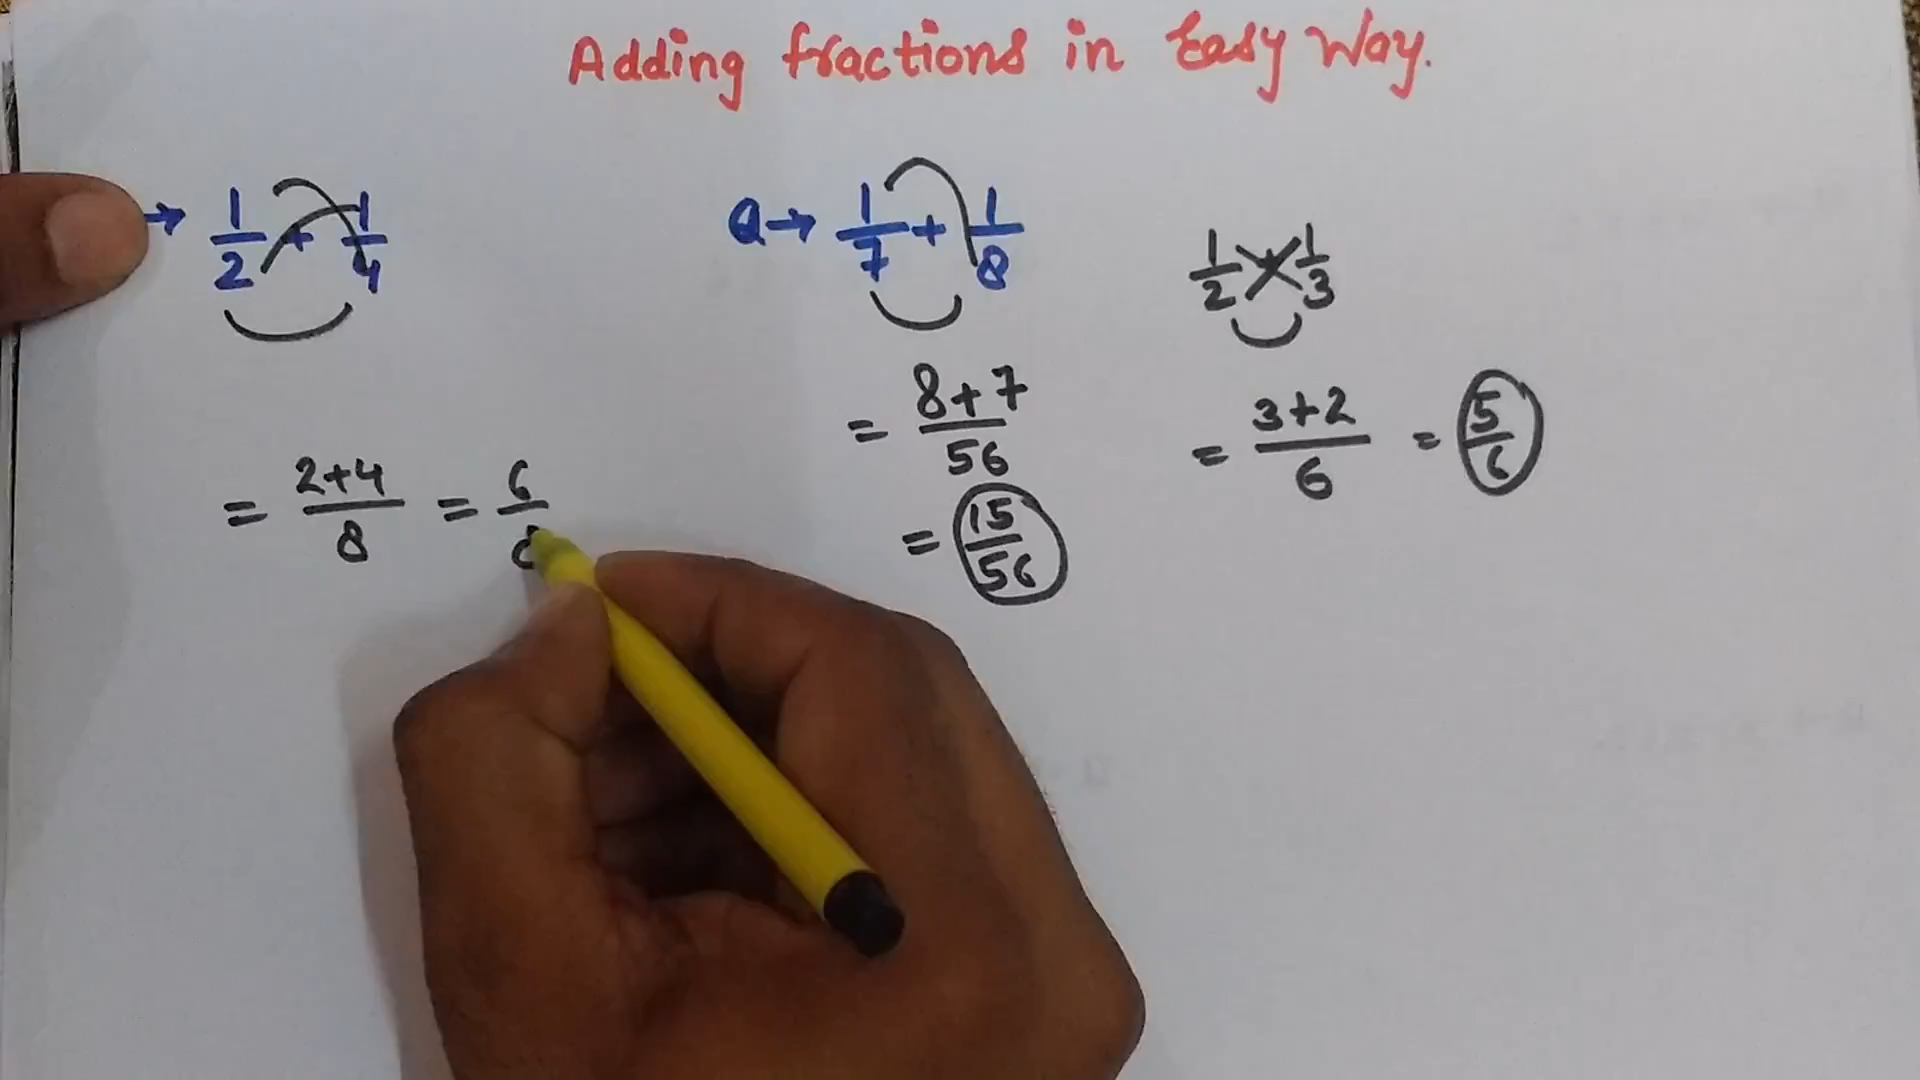 Adding fractions in Easy Way.
→ 1/2 + 1/4
= 2+4/8 = 6/8
Q→ 1/7 + 1/8
= 8+7/56
= 15/56
1/2 + 1/3
= 3+2/6 = 5/6